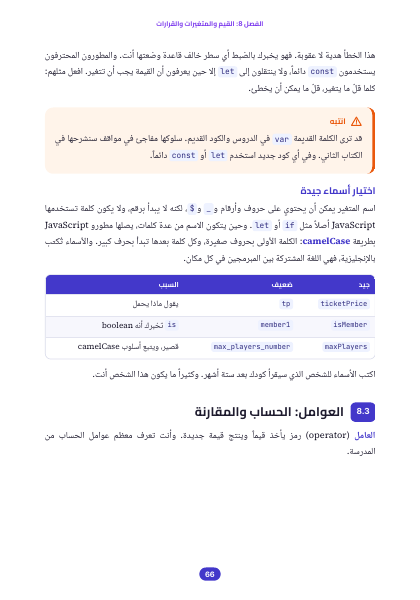 الفصل 8: القيم والمتغيرات والقرارات
هذا الخطأ هدية لا عقوبة. فهو يخبرك بالضبط أي سطر خالف قاعدة وضعتها أنت. والمطورون المحترفون
يستخدمون const دائماً، ولا ينتقلون إلى let إلا حين يعرفون أن القيمة يجب أن تتغير. افعل مثلهم:
كلما قلّ ما يتغير، قلّ ما يمكن أن يخطئ.
انتبه
قد ترى الكلمة القديمة var في الدروس والكود القديم. سلوكها مفاجئ في مواقف سنشرحها في
الكتاب الثاني. وفي أي كود جديد استخدم let أو const دائماً.
اختيار أسماء جيدة
اسم المتغير يمكن أن يحتوي على حروف وأرقام و _ و $ ، لكنه لا يبدأ برقم، ولا يكون كلمة تستخدمها
JavaScript أصلاً مثل if أو let . وحين يتكون الاسم من عدة كلمات، يصلها مطورو JavaScript
بطريقة camelCase: الكلمة الأولى بحروف صغيرة، وكل كلمة بعدها تبدأ بحرف كبير. والأسماء تُكتب
بالإنجليزية، فهي اللغة المشتركة بين المبرمجين في كل مكان.
جيد ضعيف السبب
ticketPrice tp يقول ماذا يحمل
isMember member1 is تخبرك أنه boolean
maxPlayers max_players_number قصير، ويتبع أسلوب camelCase
اكتب الأسماء للشخص الذي سيقرأ كودك بعد ستة أشهر. وكثيراً ما يكون هذا الشخص أنت.
8.3 العوامل: الحساب والمقارنة
العامل (operator) رمز يأخذ قيماً وينتج قيمة جديدة. وأنت تعرف معظم عوامل الحساب من
المدرسة.
66